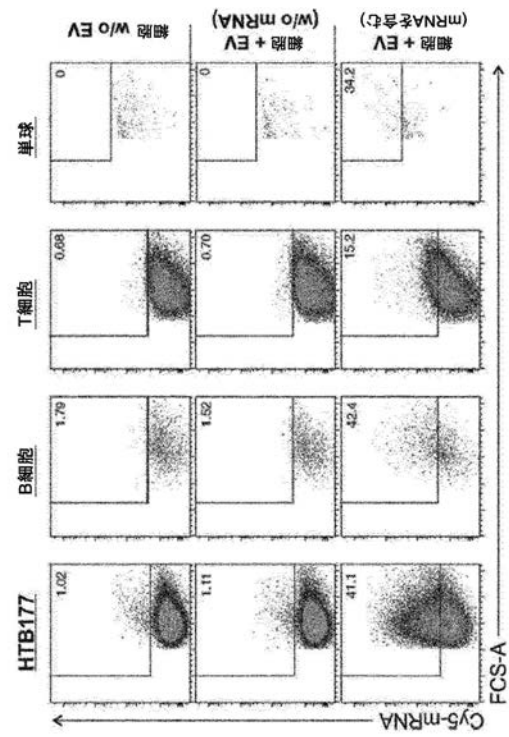 HTB177
B細胞
T細胞
単球
1.02
1.79
0.68
0
細胞 w/o EV
1.11
1.52
0.70
0
細胞 + EV
(w/o mRNA)
41.1
42.4
15.2
34.2
細胞 + EV
(mRNAを含む)
Cy5-mRNA
FCS-A